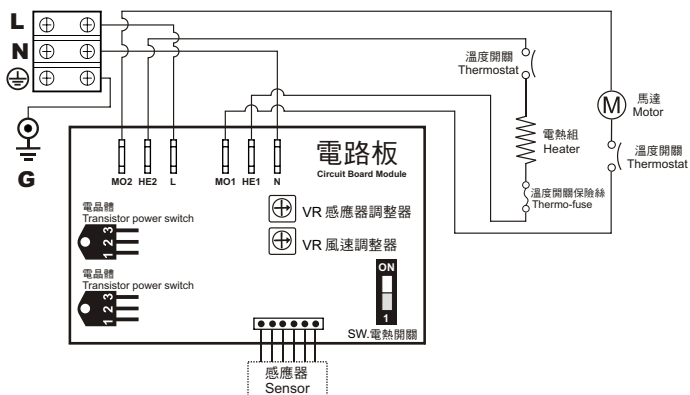 L
N
G
MO2 HE2 L MO1 HE1 N
電路板
Circuit Board Module
電晶體
Transistor power switch
1 2 3
電晶體
Transistor power switch
1 2 3
VR 感應器調整器
VR 風速調整器
ON
1
SW.電熱開關
感應器
Sensor
溫度開關
Thermostat
電熱組
Heater
溫度開關保險絲
Thermo-fuse
M
馬達
Motor
溫度開關
Thermostat